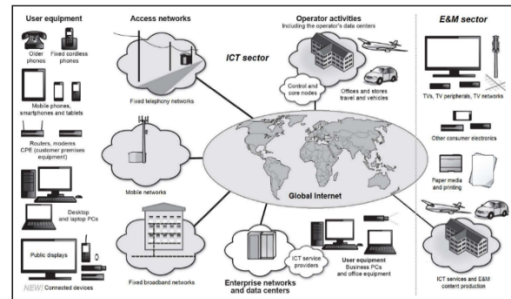 User equipment
Older
phones
Fixed cordless
phones
Mobile phones,
smartphones and tablets
Routers, modems
CPE (customer premises
equipment)
Desktop
and laptop PCs
Public displays
NEW! Connected devices
Access networks
Fixed telephony networks
Mobile networks
Fixed broadband networks
ICT sector
Operator activities
Including the operator's data centers
Control and
core nodes
Offices and stores
travel and vehicles
Global Internet
Enterprise networks
and data centers
ICT service
providers
User equipment
Business PCs
and office equipment
E&M sector
TVs, TV peripherals, TV networks
Other consumer electronics
Paper media
and printing
ICT services and E&M
content production